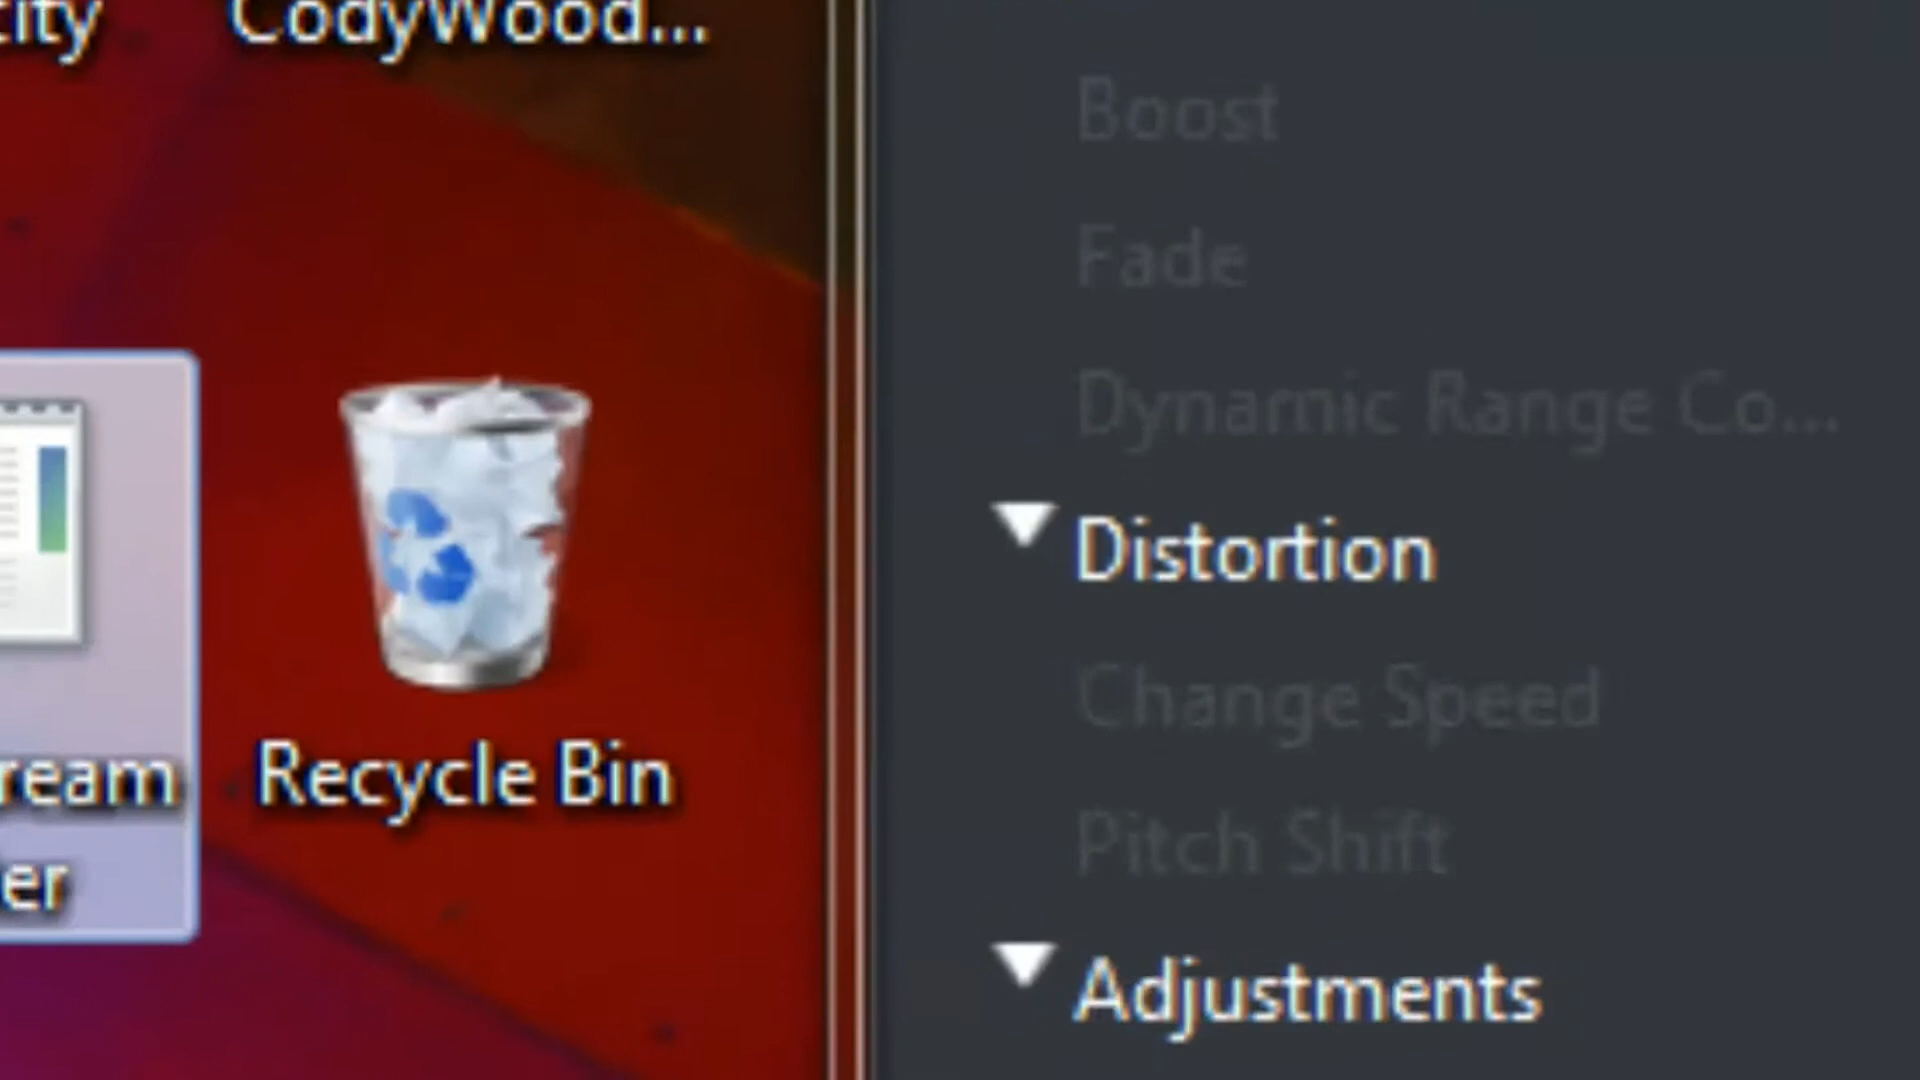 city
CodyWood...
ream
er
Recycle Bin
Boost
Fade
Dynamic Range Co...
Distortion
Change Speed
Pitch Shift
Adjustments